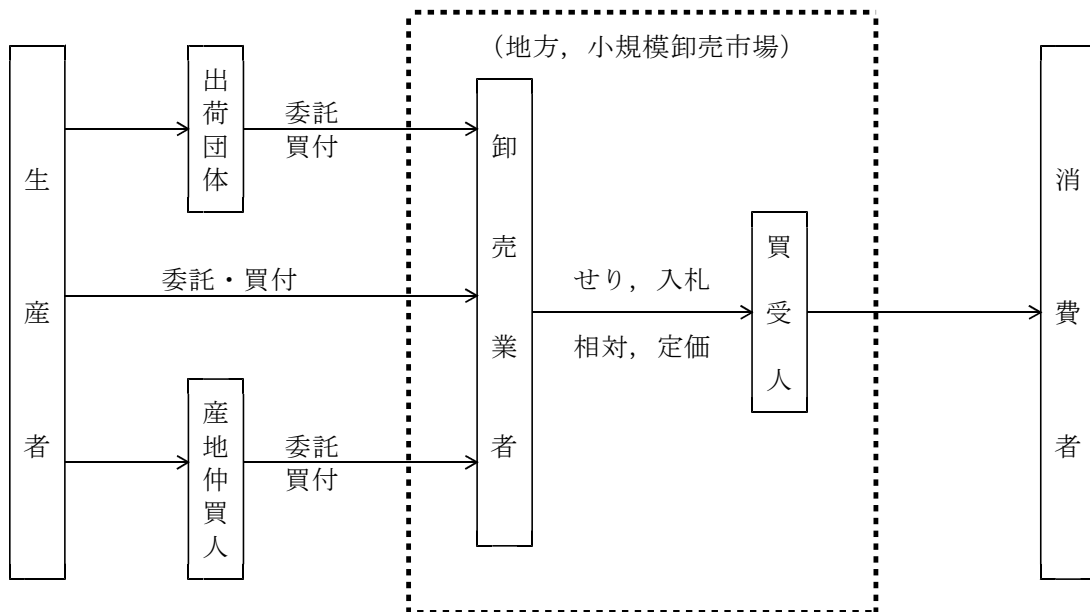 （地方，小規模卸売市場）
生産者
出荷団体
委託
買付
委託・買付
産地仲買人
委託
買付
卸売業者
せり，入札
相対，定価
買受人
消費者